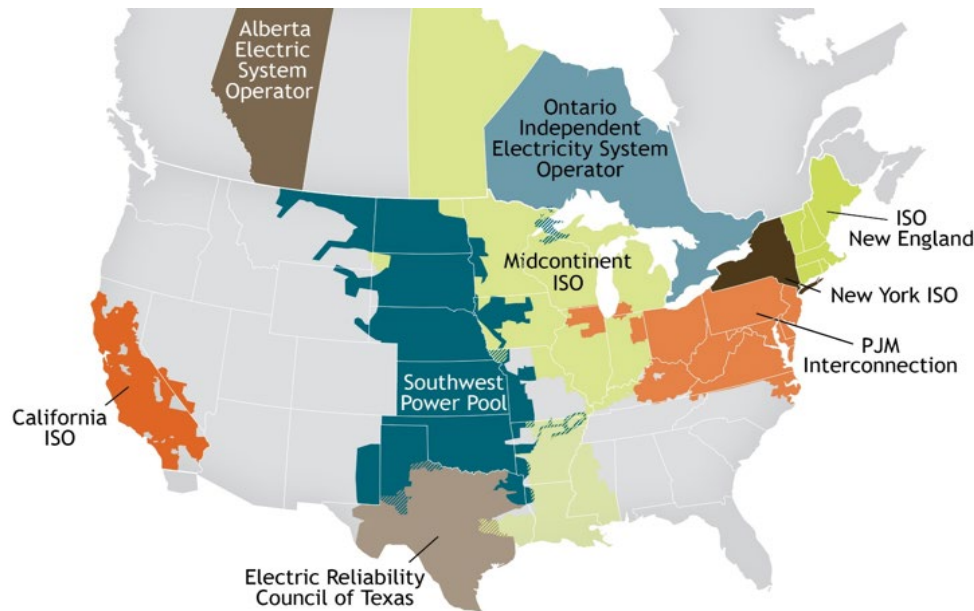 Alberta
Electric
System
Operator
Ontario
Independent
Electricity System
Operator
ISO
New England
Midcontinent
ISO
New York ISO
PJM
Interconnection
Southwest
Power Pool
California
ISO
Electric Reliability
Council of Texas